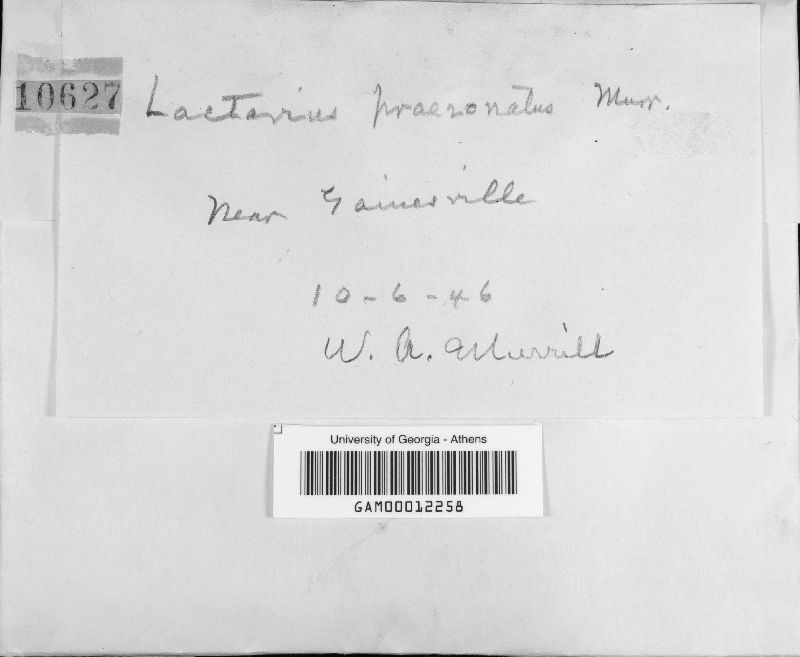 10627 Lactarius praezonatus Murr.
Near Gainesville
10-6-46
W. A. Murrill
University of Georgia - Athens
GAM00012258